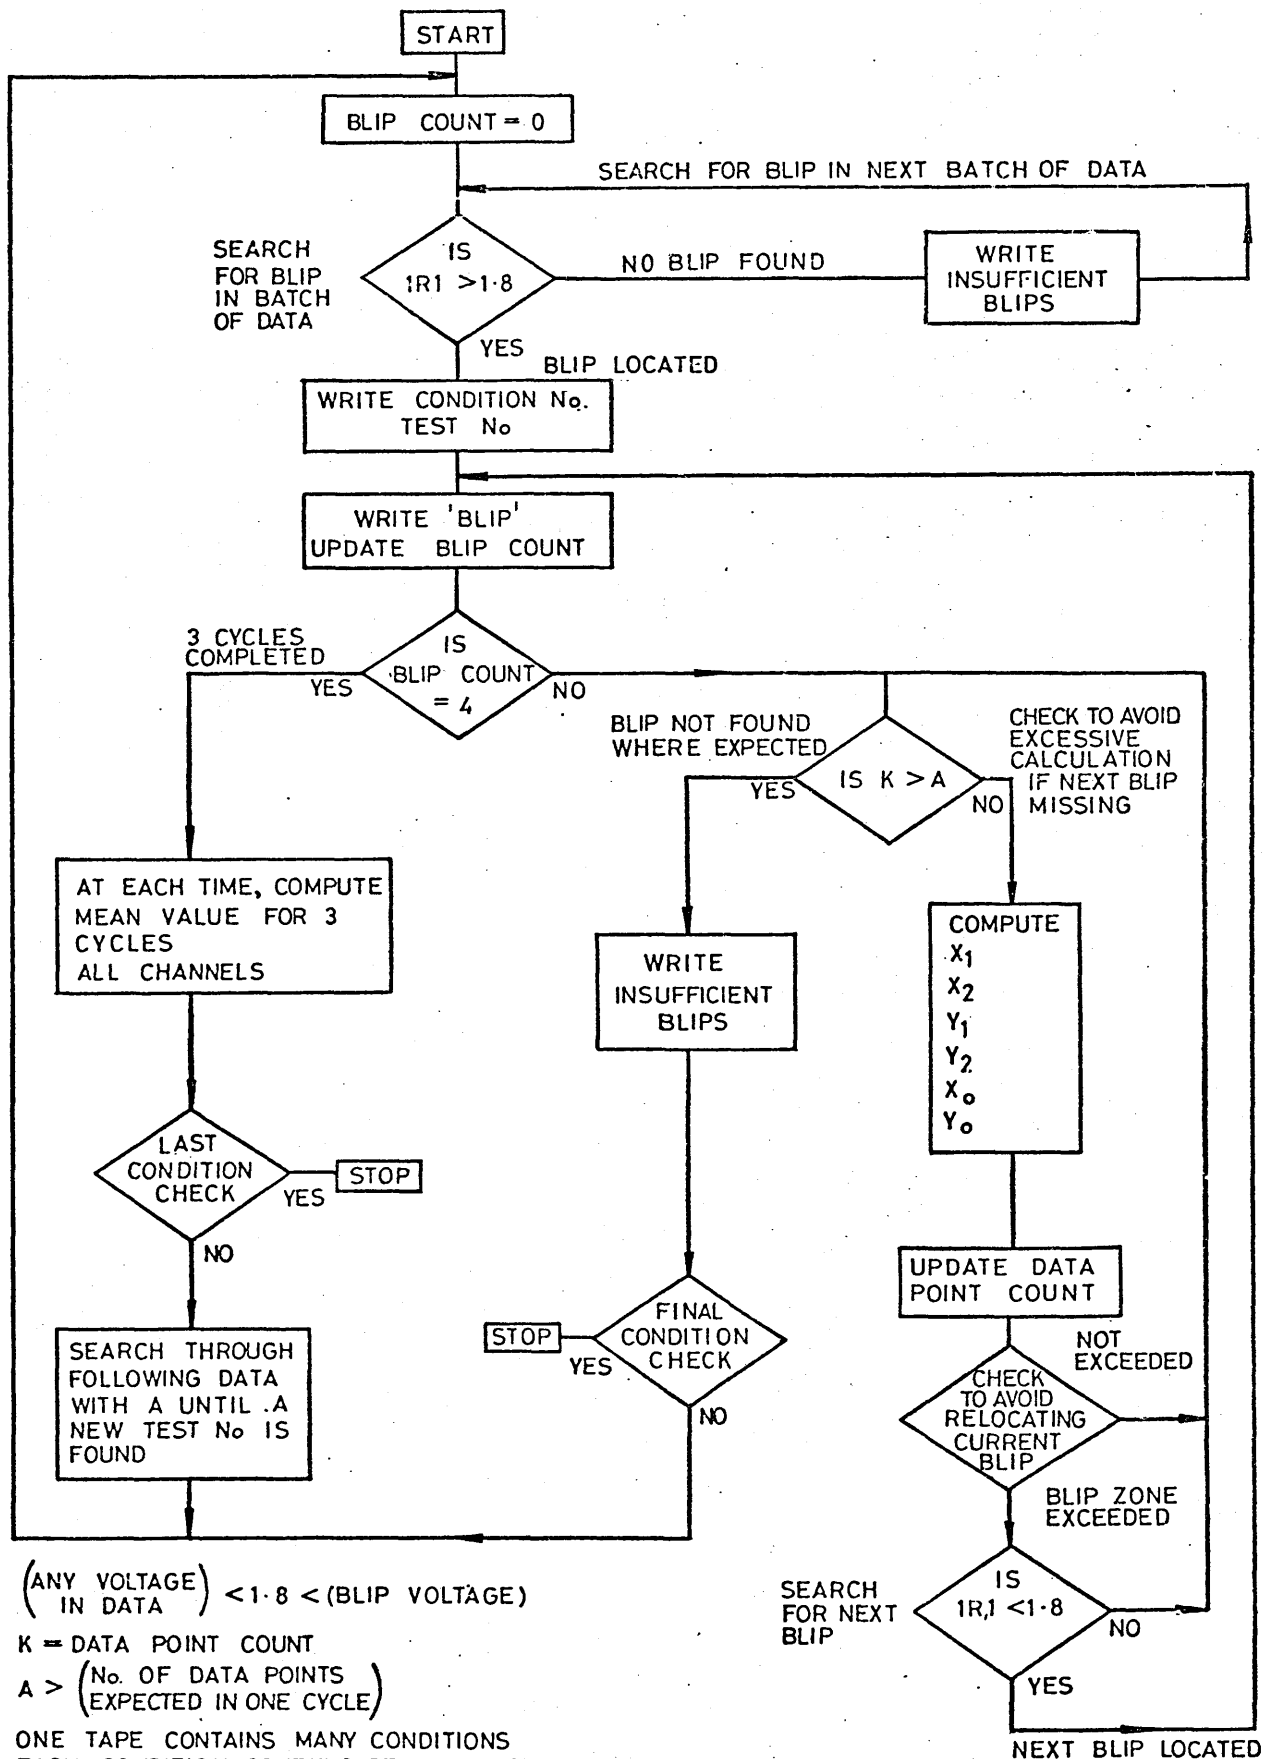 START
BLIP COUNT = 0
SEARCH FOR BLIP IN NEXT BATCH OF DATA
SEARCH
FOR BLIP
IN BATCH
OF DATA
IS
1R1 >1·8
NO BLIP FOUND
WRITE
INSUFFICIENT
BLIPS
YES
BLIP LOCATED
WRITE CONDITION No.
TEST No
WRITE 'BLIP'
UPDATE BLIP COUNT
3 CYCLES
COMPLETED
YES
IS
BLIP COUNT
= 4
NO
BLIP NOT FOUND
WHERE EXPECTED
YES
IS K > A
NO
CHECK TO AVOID
EXCESSIVE
CALCULATION
IF NEXT BLIP
MISSING
AT EACH TIME, COMPUTE
MEAN VALUE FOR 3
CYCLES
ALL CHANNELS
WRITE
INSUFFICIENT
BLIPS
COMPUTE
X1
X2
Y1
Y2
Xo
Yo
LAST
CONDITION
CHECK
YES
STOP
NO
UPDATE DATA
POINT COUNT
SEARCH THROUGH
FOLLOWING DATA
WITH A UNTIL A
NEW TEST No IS
FOUND
STOP
YES
FINAL
CONDITION
CHECK
NO
NOT
EXCEEDED
CHECK
TO AVOID
RELOCATING
CURRENT
BLIP
BLIP ZONE
EXCEEDED
SEARCH
FOR NEXT
BLIP
IS
1R,1 <1·8
NO
YES
NEXT BLIP LOCATED
(ANY VOLTAGE
IN DATA) < 1·8 < (BLIP VOLTAGE)
K = DATA POINT COUNT
A > (No. OF DATA POINTS
EXPECTED IN ONE CYCLE)
ONE TAPE CONTAINS MANY CONDITIONS